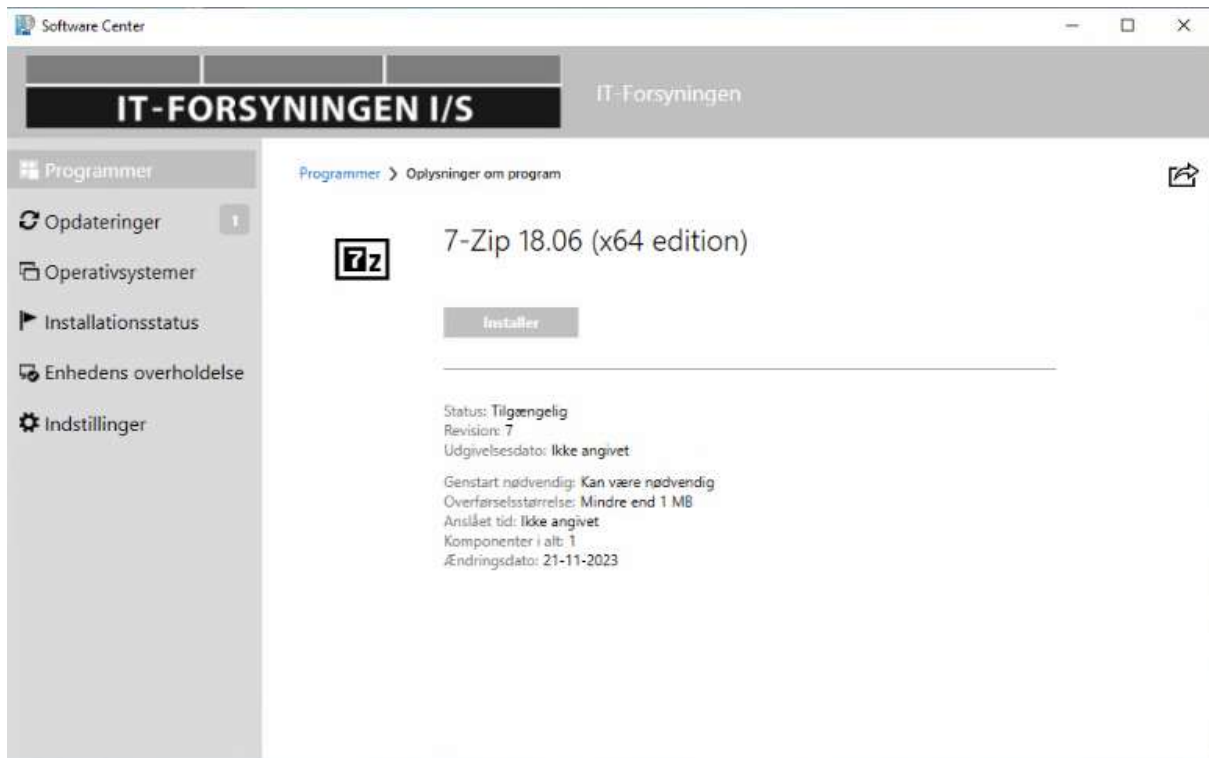 Software Center
IT-FORSYNINGEN I/S
IT-Forsyningen
Programmer
Opdateringer 1
Operativsystemer
Installationsstatus
Enhedens overholdelse
Indstillinger
Programmer ❯ Oplysninger om program
7z
7-Zip 18.06 (x64 edition)
Installer
Status: Tilgængelig
Revision: 7
Udgivelsesdato: Ikke angivet
Genstart nødvendig: Kan være nødvendig
Overførselsstørrelse: Mindre end 1 MB
Anslået tid: Ikke angivet
Komponenter i alt: 1
Ændringsdato: 21-11-2023